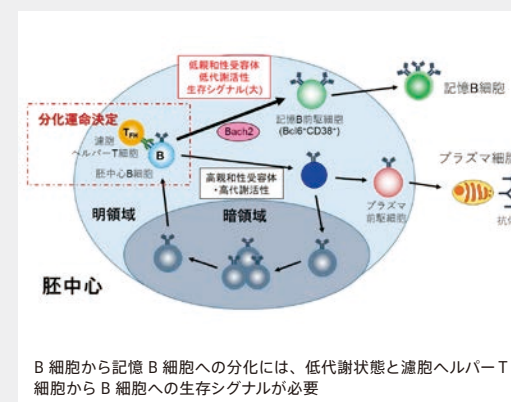 低親和性受容体
低代謝活性
生存シグナル(大)
分化運命決定
TFH
濾胞
ヘルパーT細胞
B
胚中心B細胞
Bach2
記憶B前駆細胞
(Bcl6⁺CD38⁺)
記憶B細胞
高親和性受容体
・高代謝活性
プラズマ
前駆細胞
プラズマ細胞
抗体
明領域
暗領域
胚中心
B 細胞から記憶 B 細胞への分化には、低代謝状態と濾胞ヘルパー T
細胞から B 細胞への生存シグナルが必要